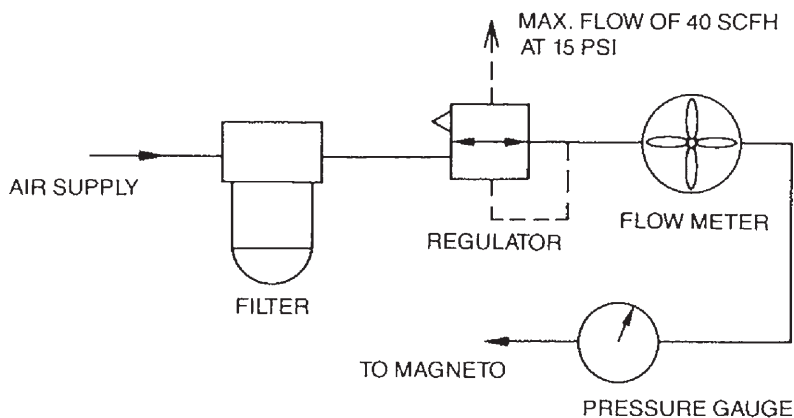 MAX. FLOW OF 40 SCFH
AT 15 PSI
AIR SUPPLY
REGULATOR
FLOW METER
FILTER
TO MAGNETO
PRESSURE GAUGE